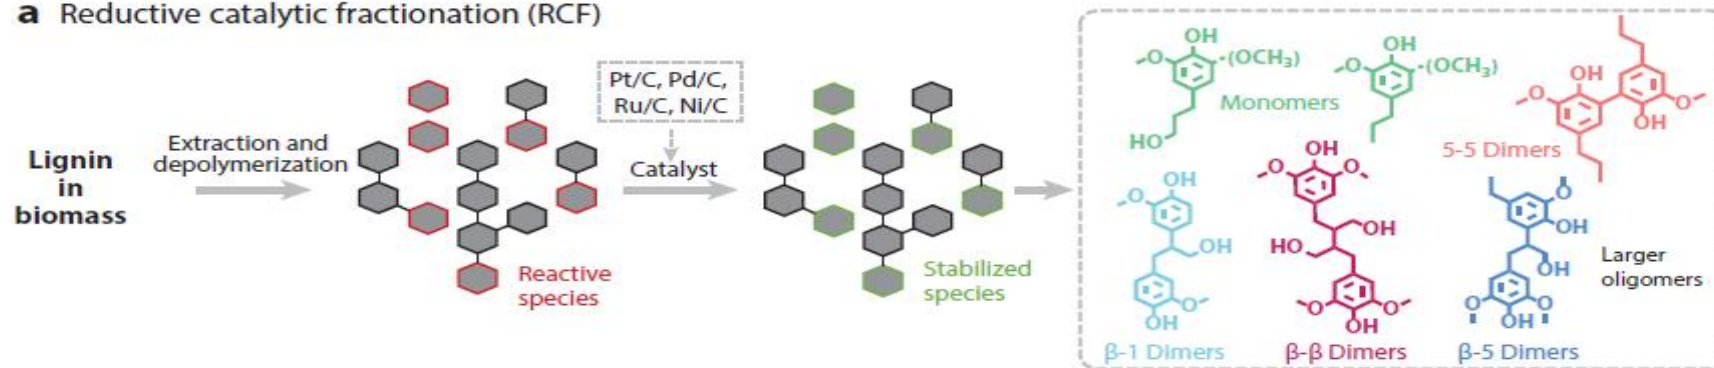 a Reductive catalytic fractionation (RCF)
Lignin
in
biomass
Extraction and
depolymerization
Reactive
species
Pt/C, Pd/C,
Ru/C, Ni/C
Catalyst
Stabilized
species
OH
O
(OCH₃)
HO
OH
O
(OCH₃)
Monomers
OH
O
O
OH
5-5 Dimers
OH
O
OH
O
OH
β-1 Dimers
OH
O
O
OH
HO
O
O
OH
β-β Dimers
O
OH
OH
O
O
OH
β-5 Dimers
Larger
oligomers